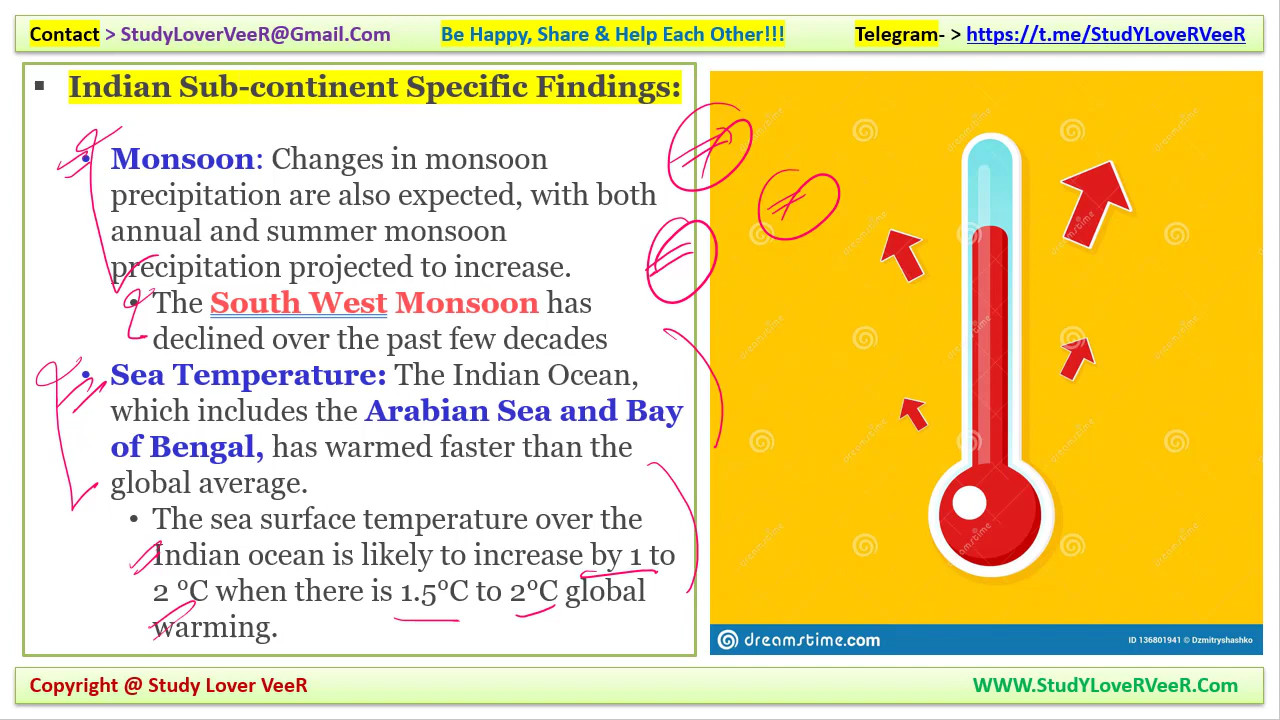 Contact > StudyLoverVeeR@Gmail.Com
Be Happy, Share & Help Each Other!!!
Telegram- > https://t.me/StudYLoveRVeeR
▪ Indian Sub-continent Specific Findings:
• Monsoon: Changes in monsoon
precipitation are also expected, with both
annual and summer monsoon
precipitation projected to increase.
• The South West Monsoon has
declined over the past few decades
• Sea Temperature: The Indian Ocean,
which includes the Arabian Sea and Bay
of Bengal, has warmed faster than the
global average.
• The sea surface temperature over the
Indian ocean is likely to increase by 1 to
2 °C when there is 1.5°C to 2°C global
warming.
dreamstime.com
ID 136801941 © Dzmitryshashko
Copyright @ Study Lover VeeR
WWW.StudYLoveRVeeR.Com